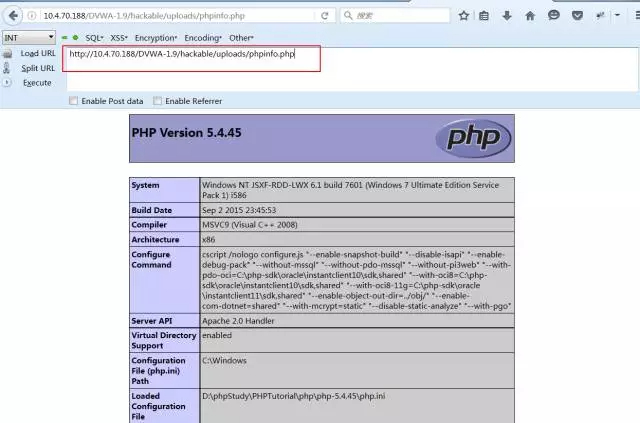 10.4.70.188/DVWA-1.9/hackable/uploads/phpinfo.php
搜索
INT
SQL- XSS- Encryption- Encoding- Other-
Load URL
http://10.4.70.188/DVWA-1.9/hackable/uploads/phpinfo.php
Split URL
Execute
Enable Post data Enable Referrer
PHP Version 5.4.45
php
System Windows NT JSXF-RDD-LWX 6.1 build 7601 (Windows 7 Ultimate Edition Service
Pack 1) i586
Build Date Sep 2 2015 23:45:53
Compiler MSVC9 (Visual C++ 2008)
Architecture x86
Configure cscript /nologo configure.js "--enable-snapshot-build" "--disable-isapi" "--enable-
Command debug-pack" "--without-mssql" "--without-pdo-mssql" "--without-pi3web" "--with-
pdo-oci=C:\php-sdk\oracle\instantclient10\sdk,shared" "--with-oci8=C:\php-
sdk\oracle\instantclient10\sdk,shared" "--with-oci8-11g=C:\php-sdk\oracle
\instantclient11\sdk,shared" "--enable-object-out-dir=../obj/" "--enable-
com-dotnet=shared" "--with-mcrypt=static" "--disable-static-analyze" "--with-pgo"
Server API Apache 2.0 Handler
Virtual Directory enabled
Support
Configuration C:\Windows
File (php.ini)
Path
Loaded D:\phpStudy\PHPTutorial\php\php-5.4.45\php.ini
Configuration
File